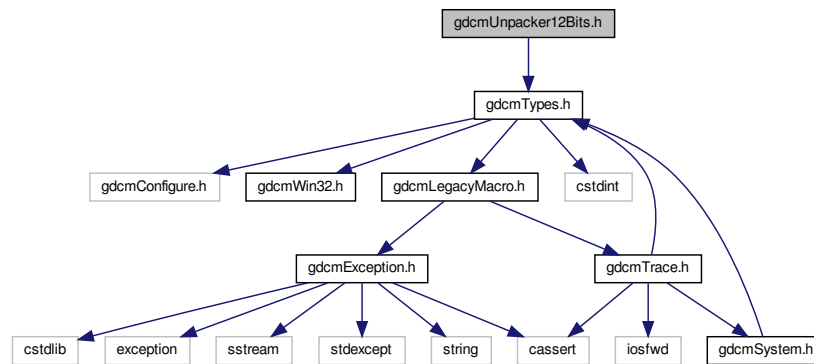 gdcmUnpacker12Bits.h
gdcmTypes.h
gdcmConfigure.h
gdcmWin32.h
gdcmLegacyMacro.h
cstdint
gdcmException.h
gdcmTrace.h
cstdlib
exception
sstream
stdexcept
string
cassert
iosfwd
gdcmSystem.h